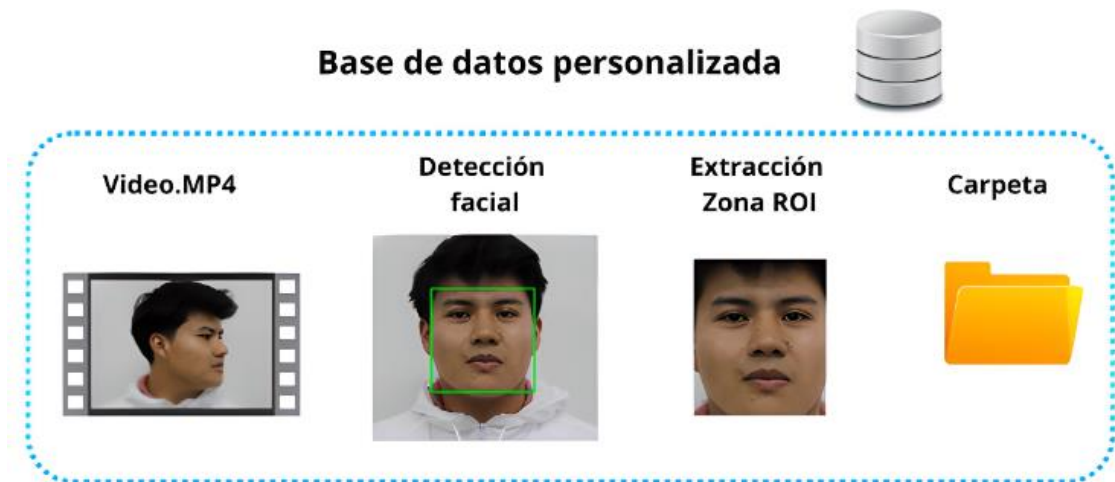 Base de datos personalizada
Video.MP4
Detección
facial
Extracción
Zona ROI
Carpeta